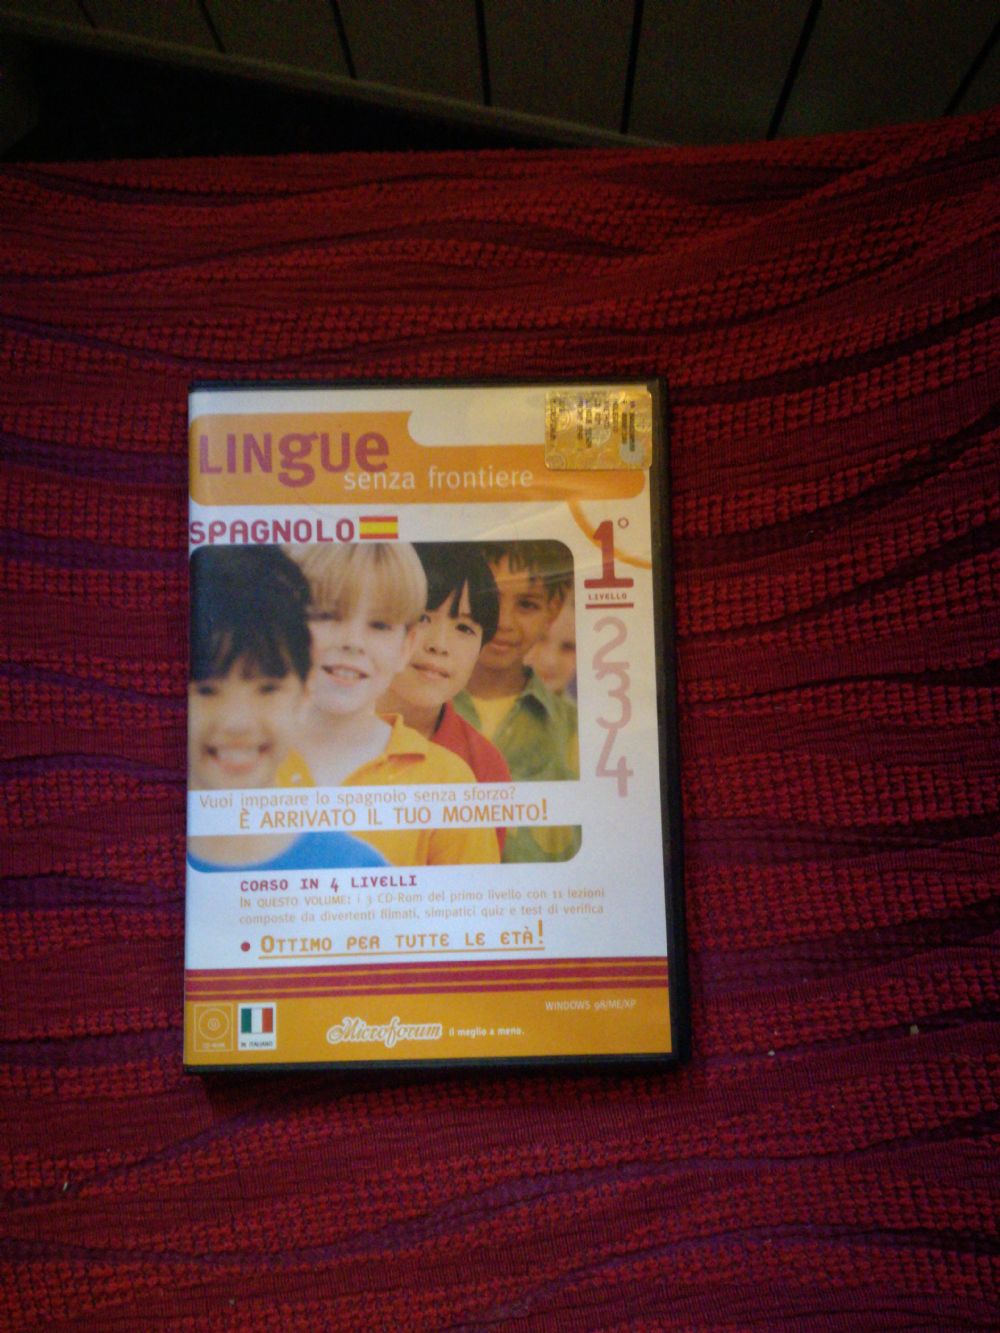 LINGUE
senza frontiere
SPAGNOLO
1°
LIVELLO
2
3
4
Vuoi imparare lo spagnolo senza sforzo?
È ARRIVATO IL TUO MOMENTO!
CORSO IN 4 LIVELLI
IN QUESTO VOLUME: i 3 CD-Rom del primo livello con 11 lezioni
composte da divertenti filmati, simpatici quiz e test di verifica
• OTTIMO PER TUTTE LE ETÀ!
WINDOWS 98/ME/XP
CD-ROM
IN ITALIANO
Microforum il meglio a meno.